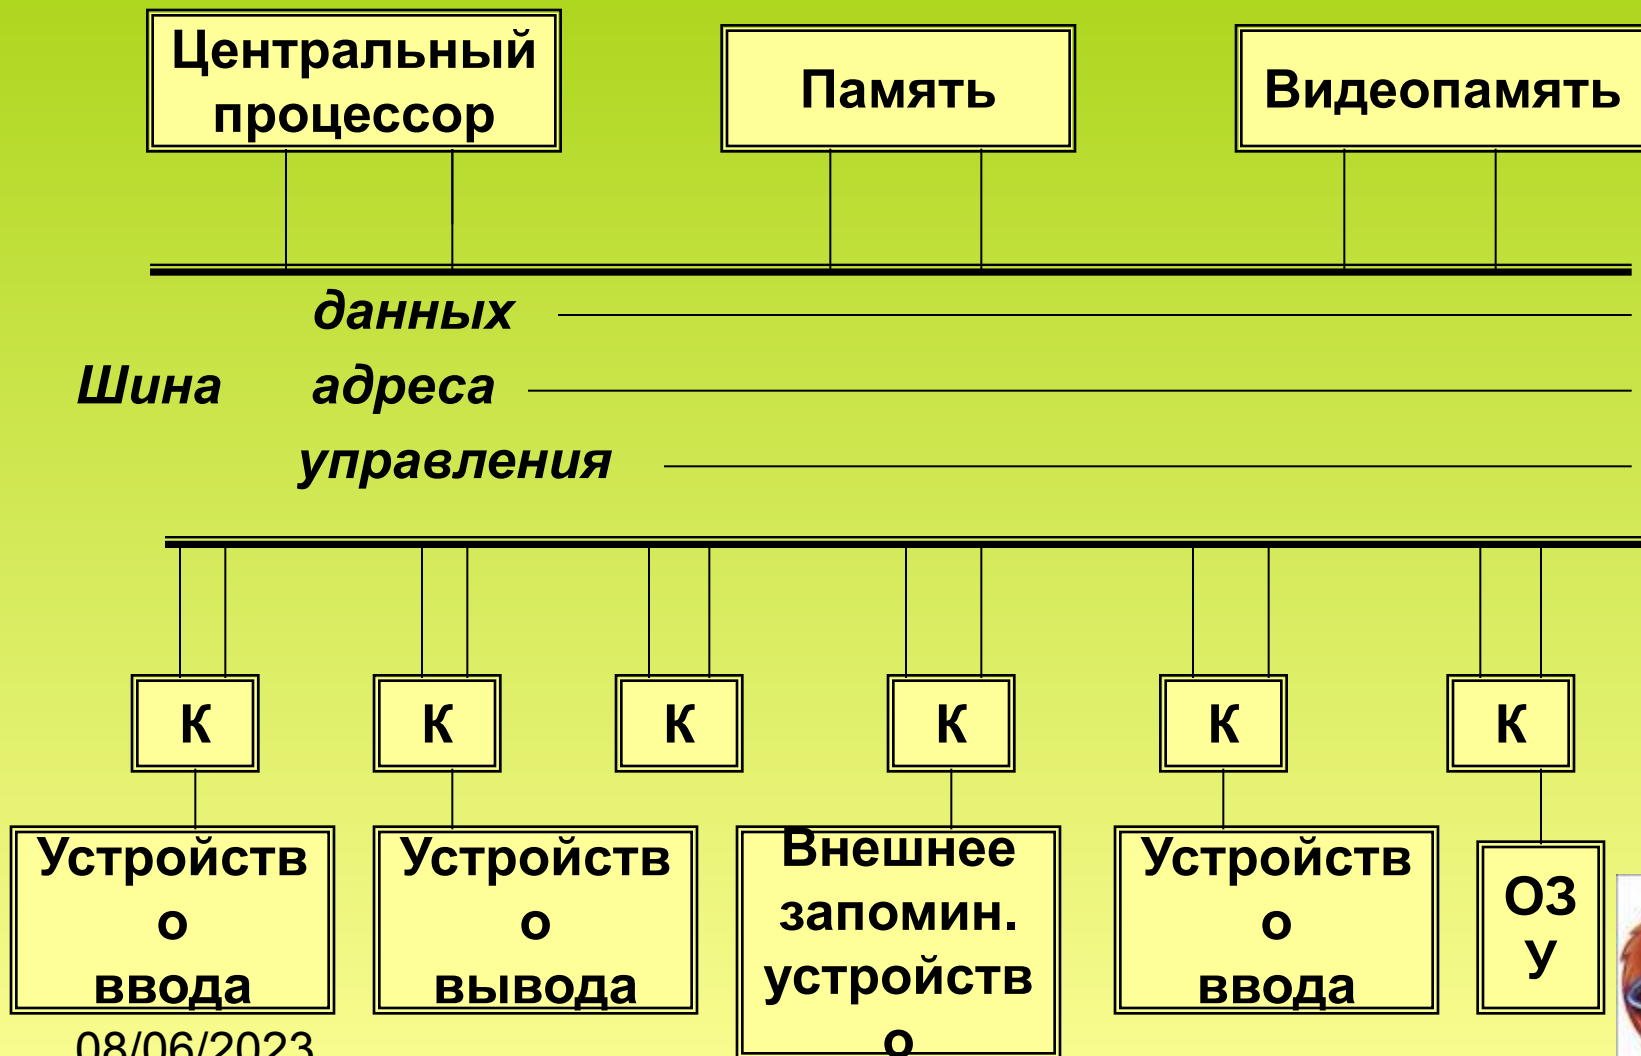 Центральный
процессор
Память
Видеопамять
данных
Шина адреса
управления
К К К К К К
Устройств
о
ввода
Устройств
о
вывода
Внешнее
запомин.
устройств
о
Устройств
о
ввода
ОЗ
У
08/06/2023